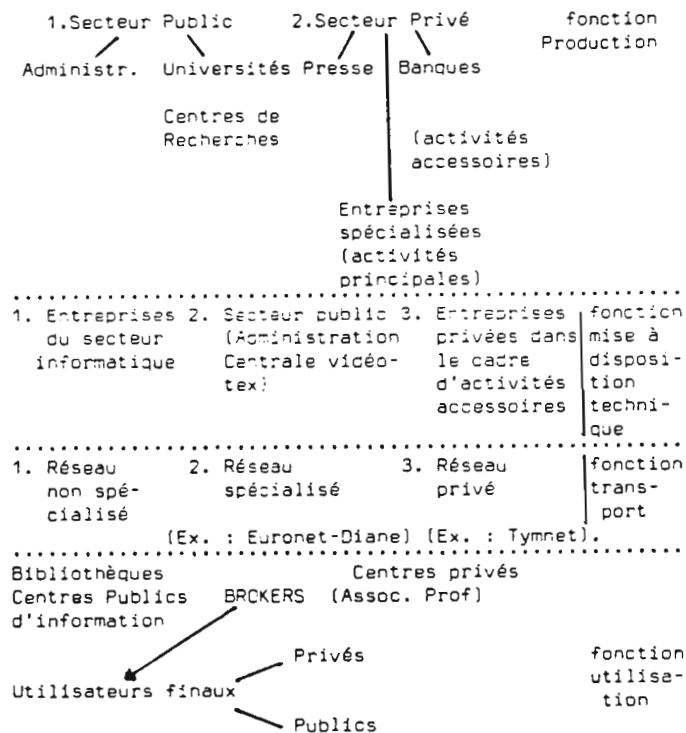 1.Secteur Public 2.Secteur Privé fonction
Production
Administr. Universités Presse Banques
Centres de
Recherches (activités
accessoires)
Entreprises
spécialisées
(activités
principales)
1. Entreprises 2. Secteur public 3. Entreprises fonction
du secteur (Administration privées dans mise à
informatique Centrale vidéo- le cadre disposi-
tex) d'activités tion
accessoires techni-
que
1. Réseau 2. Réseau 3. Réseau fonction
non spé- spécialisé privé trans-
cialisé port
(Ex. : Euronet-Diane) (Ex. : Tymnet).
Bibliothèques Centres privés
Centres Publics BROKERS (Assoc. Prof)
d'information
Privés fonction
utilisa-
Utilisateurs finaux tion
Publics